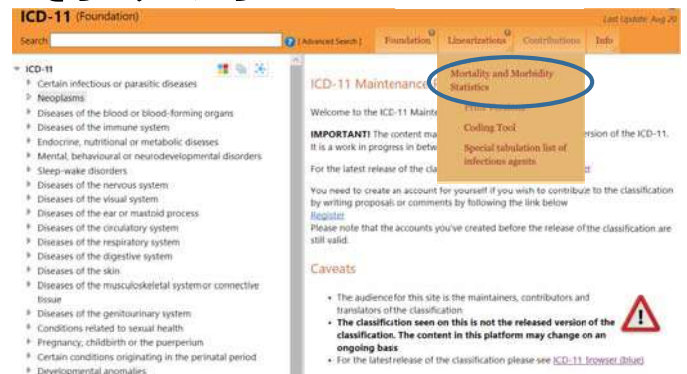 ICD-11 (Foundation)
Last Update: Aug 20
Search
[ Advanced Search ]
Foundation
Linearizations
Contributions
Info
ICD-11
Certain infectious or parasitic diseases
Neoplasms
Diseases of the blood or blood-forming organs
Diseases of the immune system
Endocrine, nutritional or metabolic diseases
Mental, behavioural or neurodevelopmental disorders
Sleep-wake disorders
Diseases of the nervous system
Diseases of the visual system
Diseases of the ear or mastoid process
Diseases of the circulatory system
Diseases of the respiratory system
Diseases of the digestive system
Diseases of the skin
Diseases of the musculoskeletal system or connective
tissue
Diseases of the genitourinary system
Conditions related to sexual health
Pregnancy, childbirth or the puerperium
Certain conditions originating in the perinatal period
Developmental anomalies
Mortality and Morbidity
Statistics
Coding Tool
Special tabulation list of
infectious agents
ICD-11 Maintenance
Welcome to the ICD-11
IMPORTANT! The content
version of the ICD-11.
It is a work in progress in
For the latest release of the
You need to create an account for yourself if you wish to contribute to the classification
by writing proposals or comments by following the link below
Register
Please note that the accounts you've created before the release of the classification are
still valid.
Caveats
The audience for this site is the maintainers, contributors and
translators of the classification
The classification seen on this is not the released version of the
classification. The content in this platform may change on an
ongoing basis
For the latest release of the classification please see ICD-11 browser (blue)